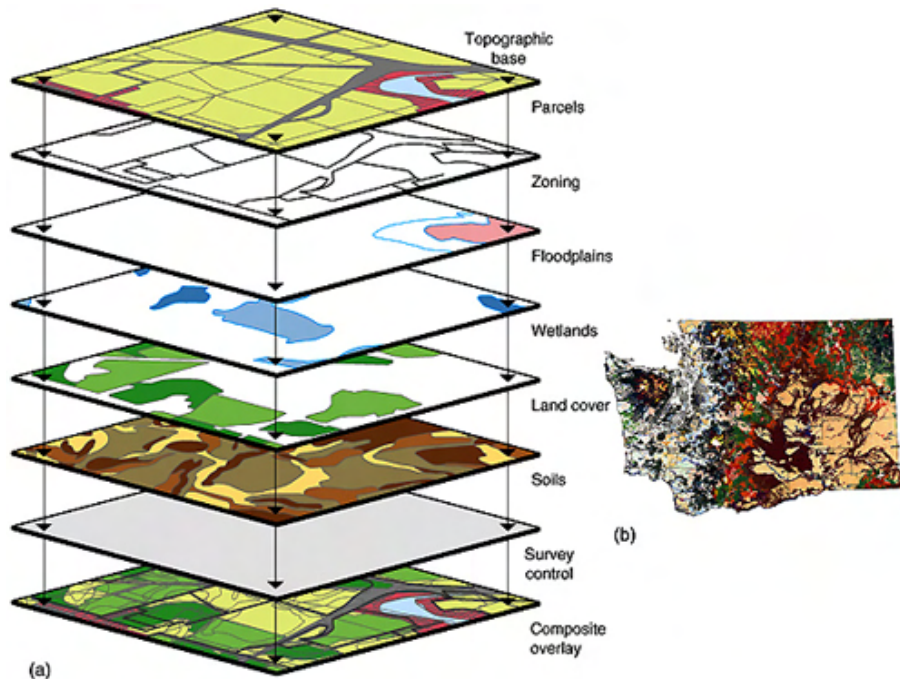 Topographic
base
Parcels
Zoning
Floodplains
Wetlands
Land cover
Soils
Survey
control
Composite
overlay
(a)
(b)